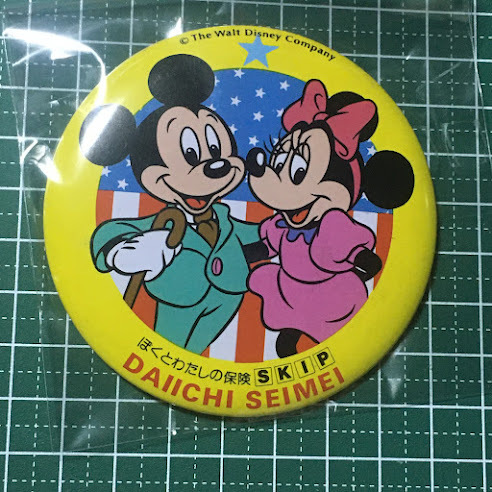 © The Walt Disney Company
ぼくとわたしの保険 SKIP
DAIICHI SEIMEI